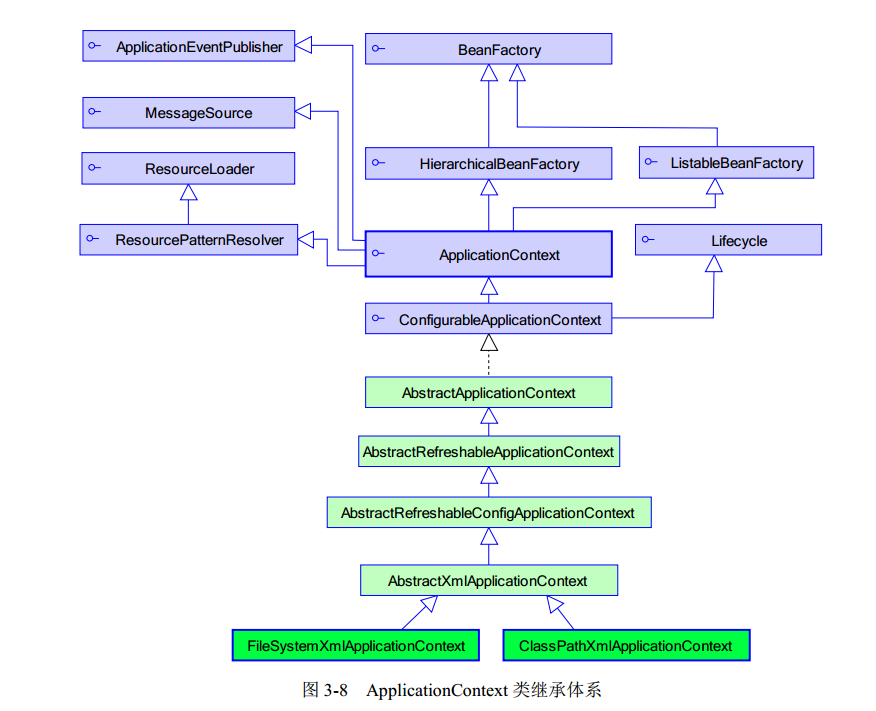 ApplicationEventPublisher
BeanFactory
MessageSource
ResourceLoader
HierarchicalBeanFactory
ListableBeanFactory
ResourcePatternResolver
ApplicationContext
Lifecycle
ConfigurableApplicationContext
AbstractApplicationContext
AbstractRefreshableApplicationContext
AbstractRefreshableConfigApplicationContext
AbstractXmlApplicationContext
FileSystemXmlApplicationContext
ClassPathXmlApplicationContext
图 3-8 ApplicationContext 类继承体系